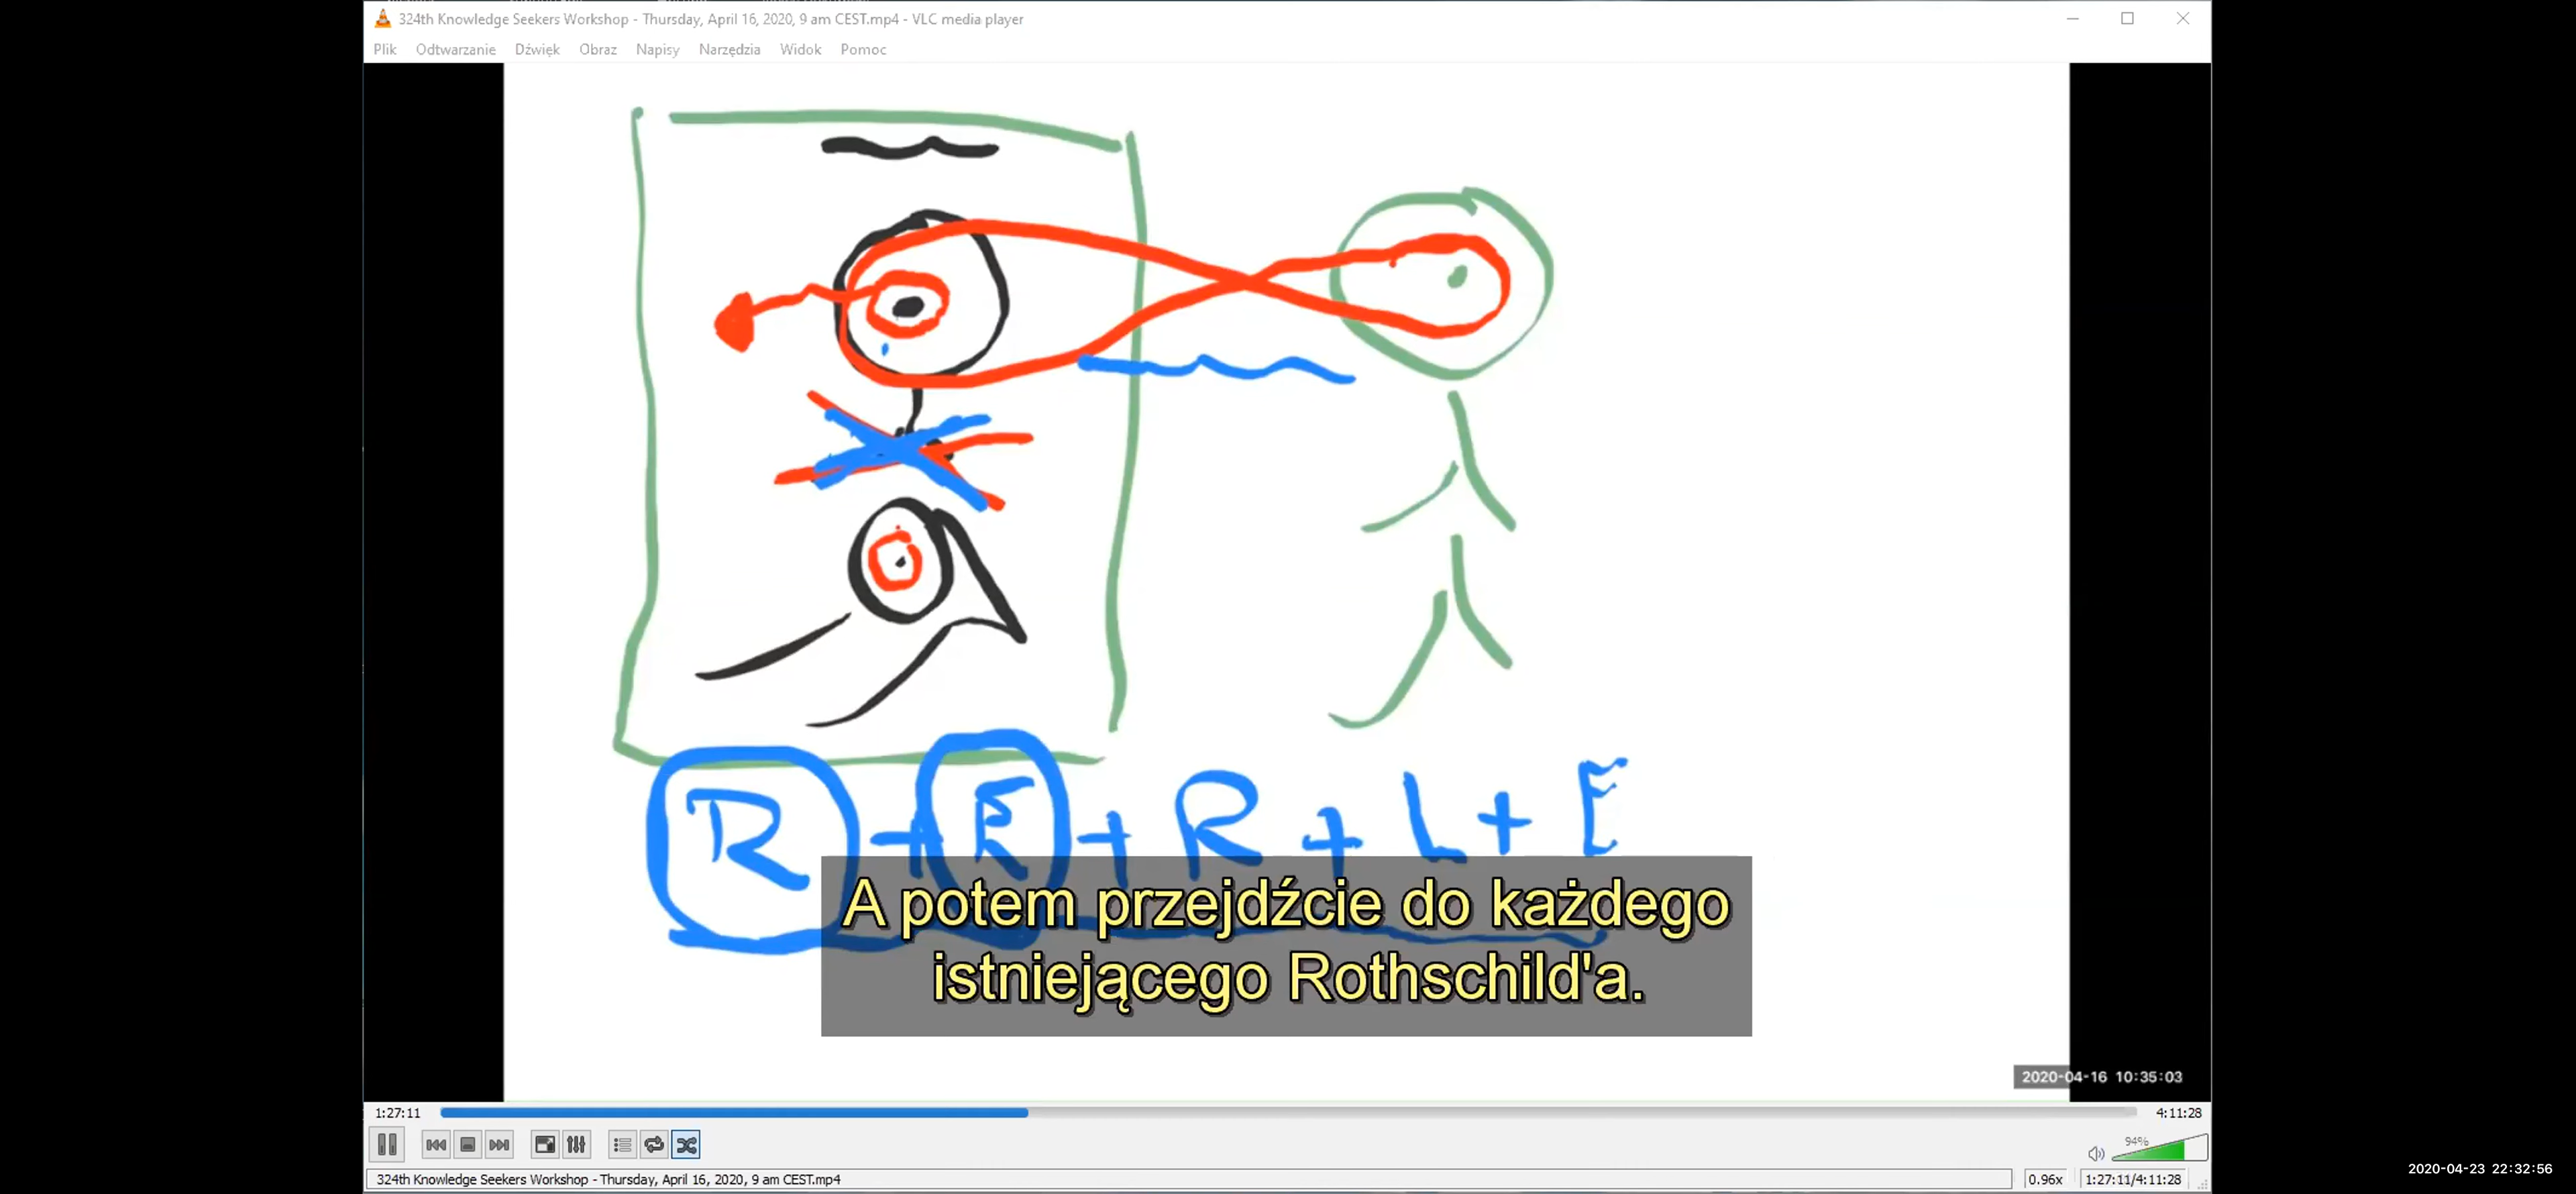 324th Knowledge Seekers Workshop - Thursday, April 16, 2020, 9 am CEST.mp4 - VLC media player
Plik Odtwarzanie Dźwięk Obraz Napisy Narzędzia Widok Pomoc
R + E + R + L + E
A potem przejdźcie do każdego
istniejącego Rothschild'a.
2020-04-16 10:35:03
1:27:11 4:11:28
94%
2020-04-23 22:32:56
324th Knowledge Seekers Workshop - Thursday, April 16, 2020, 9 am CEST.mp4 0.96x 1:27:11/4:11:28